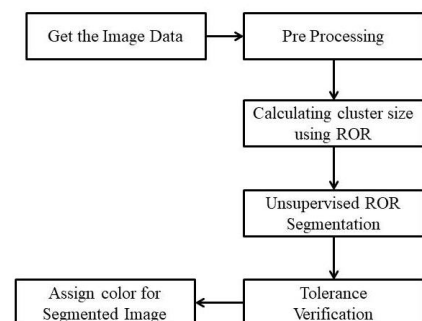 Get the Image Data
Pre Processing
Calculating cluster size
using ROR
Unsupervised ROR
Segmentation
Tolerance
Verification
Assign color for
Segmented Image